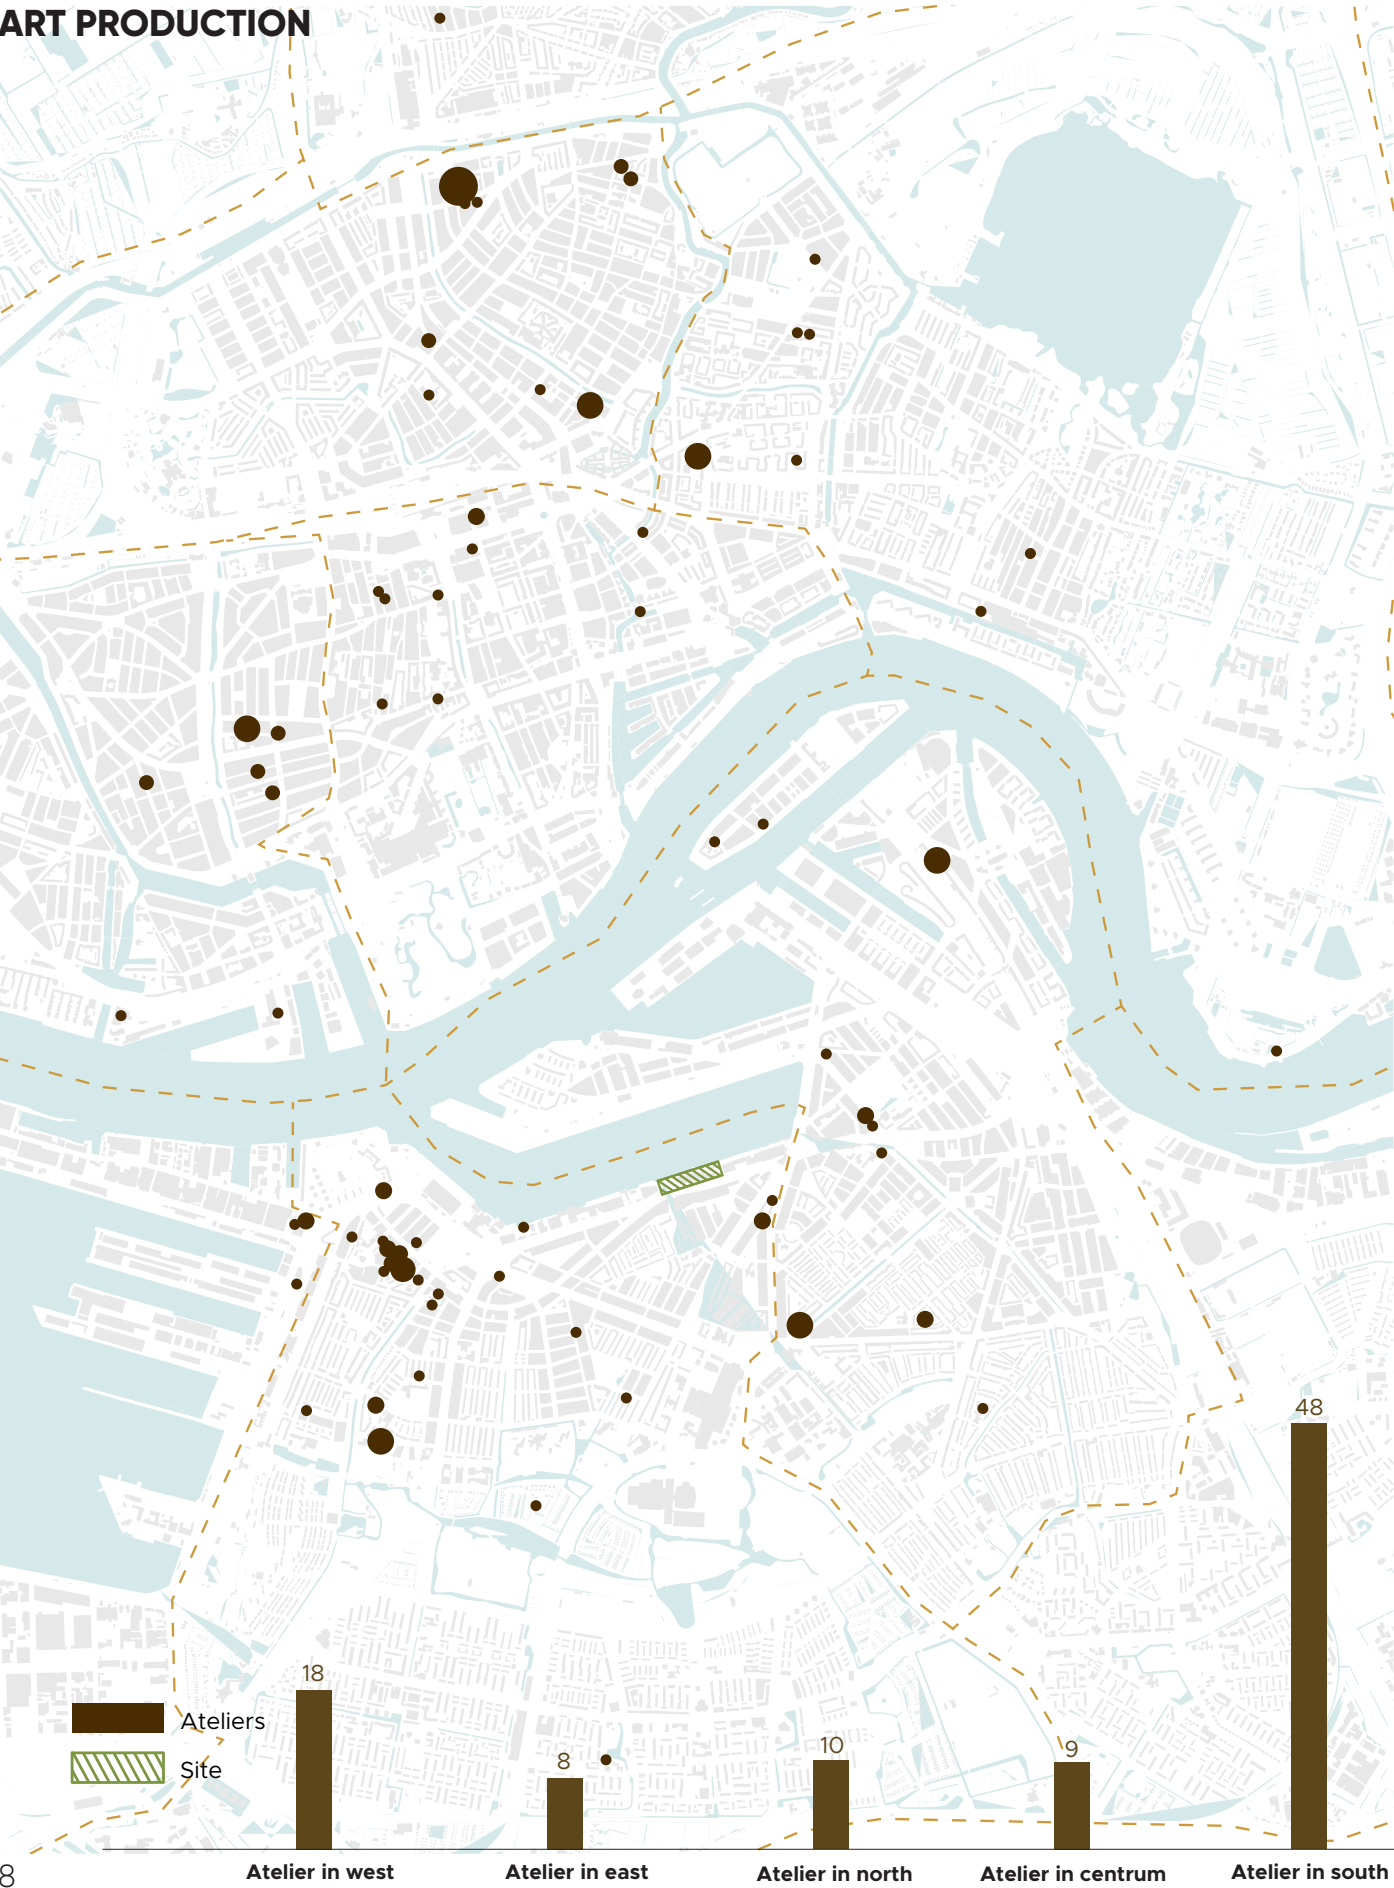 ART PRODUCTION
Ateliers
Site
18
8
10
9
48
Atelier in west
Atelier in east
Atelier in north
Atelier in centrum
Atelier in south
8